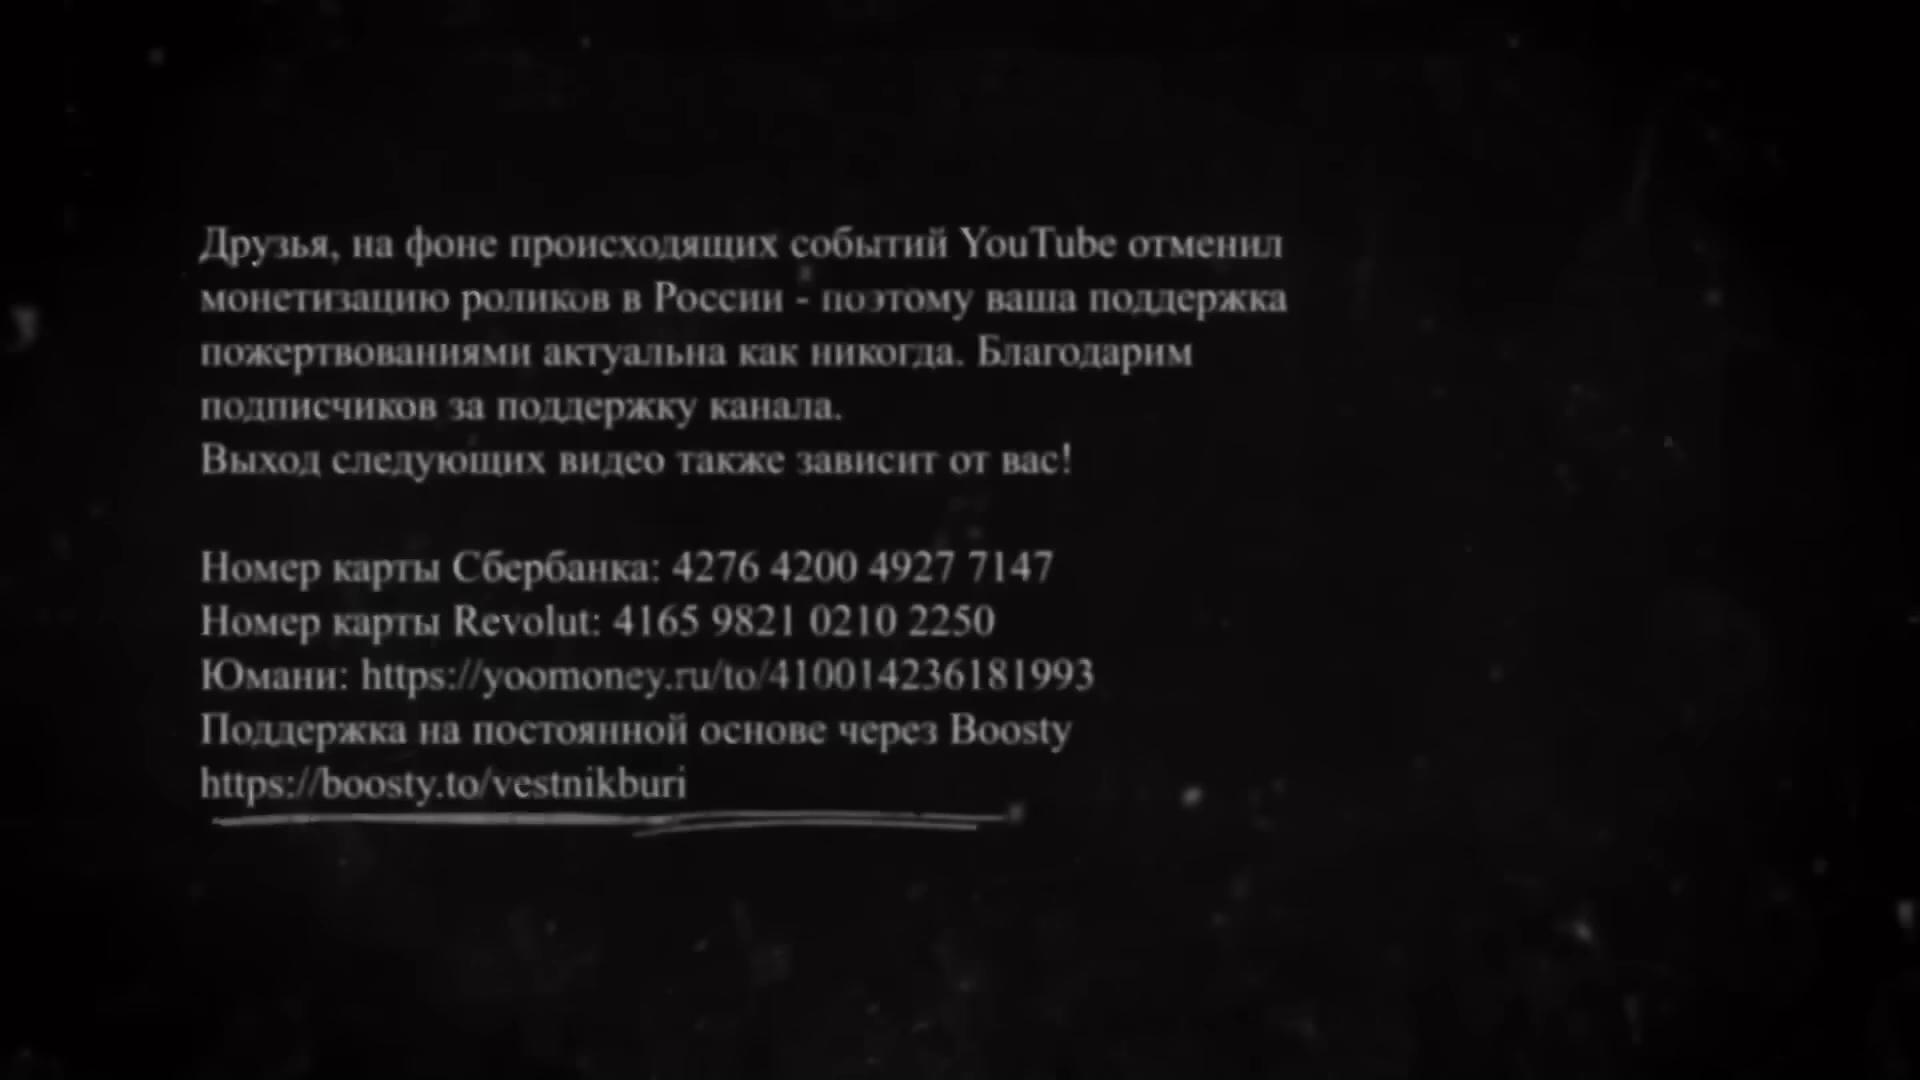 Друзья, на фоне происходящих событий YouTube отменил
монетизацию роликов в России - поэтому ваша поддержка
пожертвованиями актуальна как никогда. Благодарим
подписчиков за поддержку канала.
Выход следующих видео также зависит от вас!
Номер карты Сбербанка: 4276 4200 4927 7147
Номер карты Revolut: 4165 9821 0210 2250
Юмани: https://yoomoney.ru/to/410014236181993
Поддержка на постоянной основе через Boosty
https://boosty.to/vestnikburi